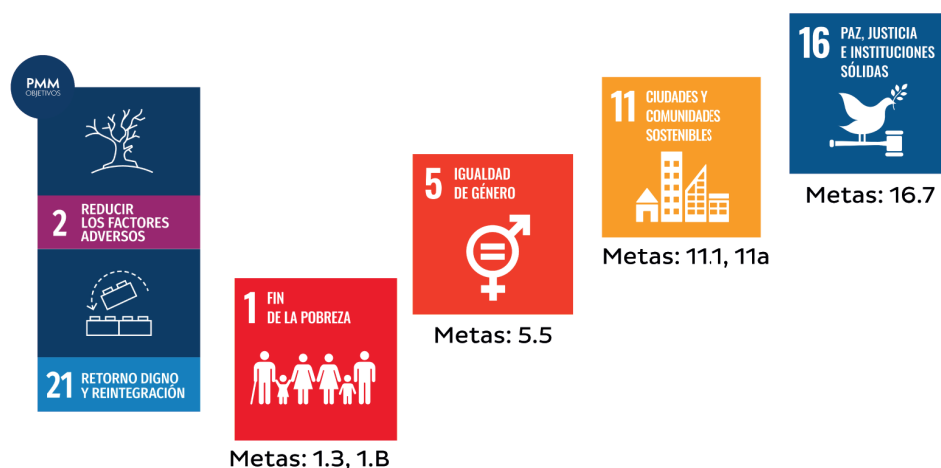 PMM
OBJETIVOS
2 REDUCIR
LOS FACTORES
ADVERSOS
21 RETORNO DIGNO
Y REINTEGRACIÓN
1 FIN
DE LA POBREZA
Metas: 1.3, 1.B
5 IGUALDAD
DE GÉNERO
Metas: 5.5
11 CIUDADES Y
COMUNIDADES
SOSTENIBLES
Metas: 11.1, 11a
16 PAZ, JUSTICIA
E INSTITUCIONES
SÓLIDAS
Metas: 16.7